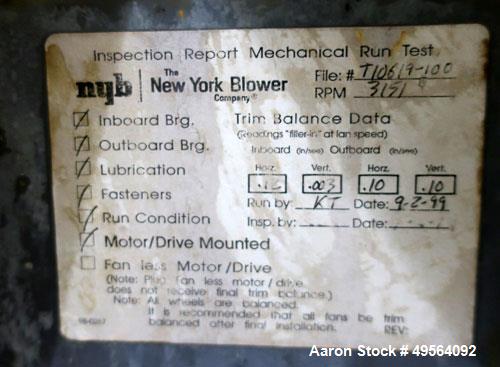 Inspection Report Mechanical Run Test
nyb The New York Blower Company®
File: # T10619-100
RPM 3151
Inboard Brg.
Outboard Brg.
Lubrication
Fasteners
Run Condition
Motor/Drive Mounted
Fan less Motor/Drive
Trim Balance Data
(Readings "filter-in" at fan speed)
Inboard (in/sec) Outboard (in/sec)
Horz. Vert. Horz. Vert.
.003 .10 .10
Run by: KT Date: 9-2-99
Insp. by: Date:
(Note: Plug fan less motor/drive
does not receive final trim balance.)
Note: All wheels are balanced.
It is recommended that all fans be trim
balanced after final installation. REV:
Aaron Stock # 49564092